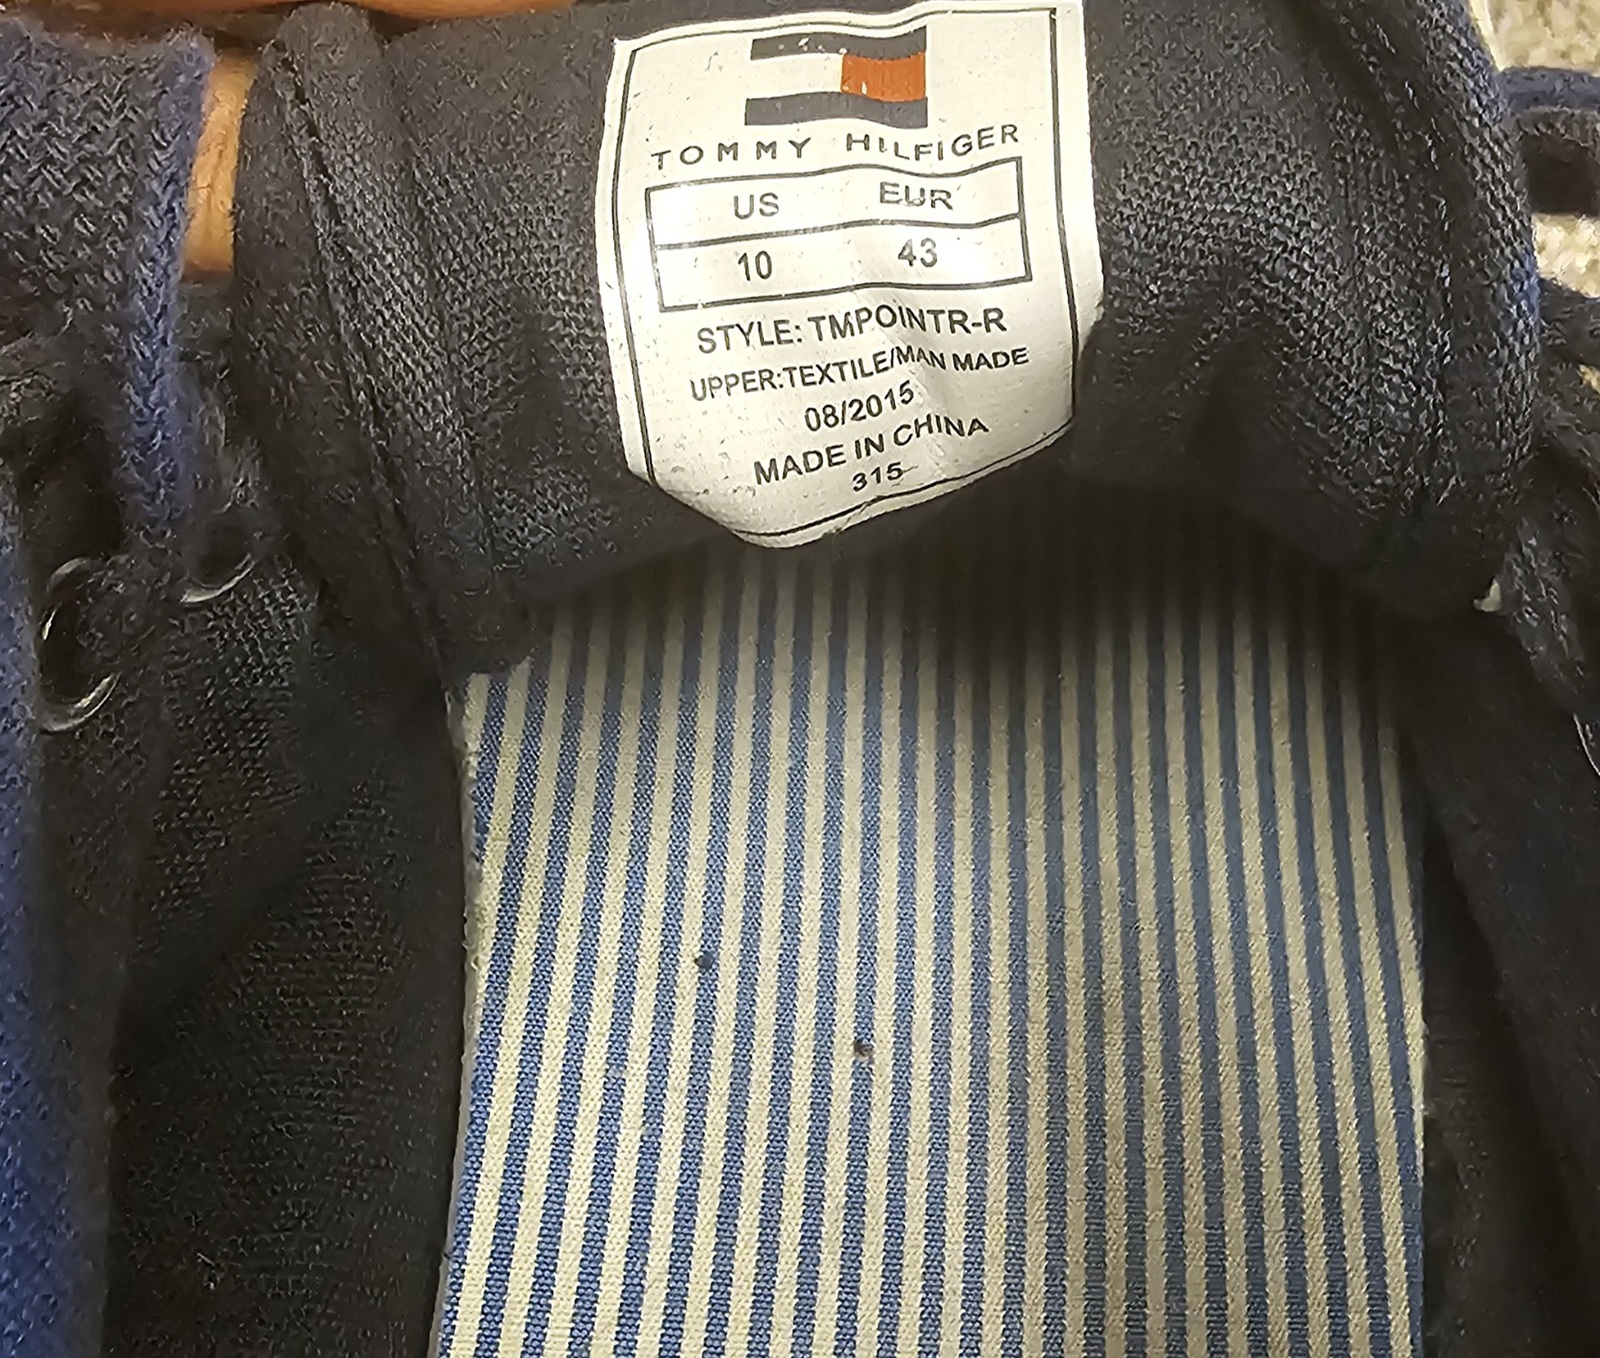 TOMMY HILFIGER
US EUR
10 43
STYLE: TMPOINTR-R
UPPER:TEXTILE/MAN MADE
08/2015
MADE IN CHINA
315